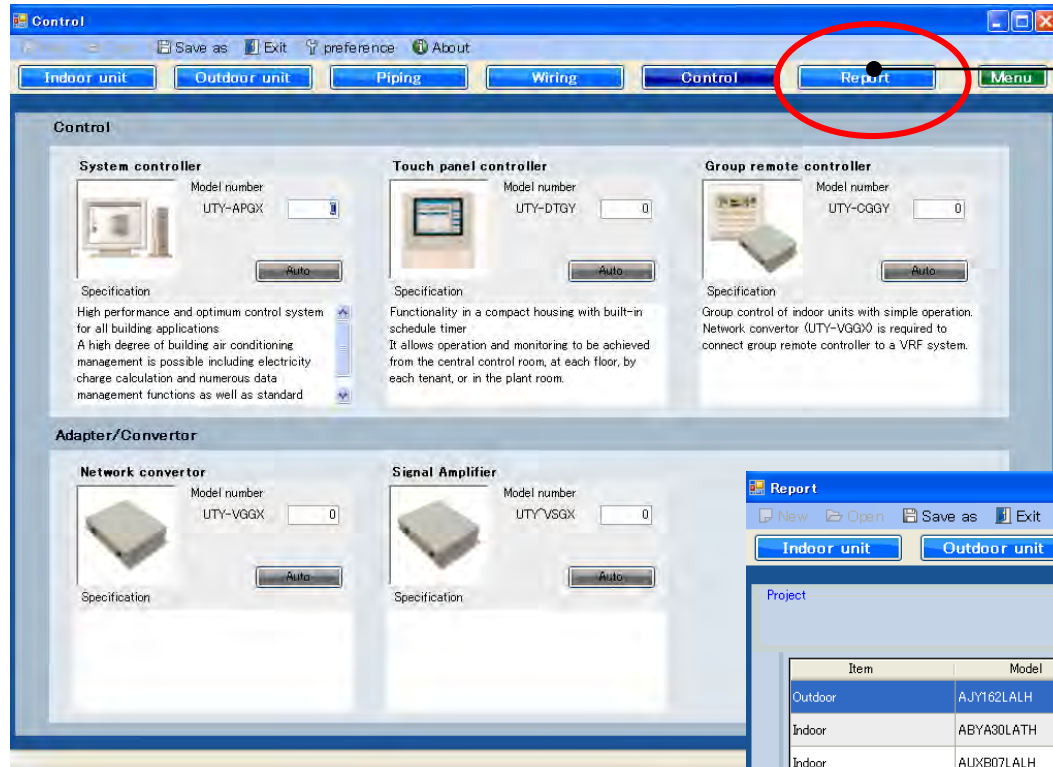 Control
New Open Save as Exit preference About
Indoor unit Outdoor unit Piping Wiring Control Report Menu
Control
System controller Touch panel controller Group remote controller
Model number Model number Model number
UTY-APGX UTY-DTGY 0 UTY-CGGY 0
Auto Auto Auto
Specification Specification Specification
High performance and optimum control system Functionality in a compact housing with built-in Group control of indoor units with simple operation.
for all building applications schedule timer Network convertor (UTY-VGGX) is required to
A high degree of building air conditioning It allows operation and monitoring to be achieved connect group remote controller to a VRF system.
management is possible including electricity from the central control room, at each floor, by
charge calculation and numerous data each tenant, or in the plant room.
management functions as well as standard
Adapter/Convertor
Network convertor Signal Amplifier
Model number Model number
UTY-VGGX 0 UTY-VSGX 0
Auto Auto
Specification Specification
Report
New Open Save as Exit
Indoor unit Outdoor unit
Project
Item Model
Outdoor AJY162LALH
Indoor ABYA30LATH
Indoor AUXB07LALH